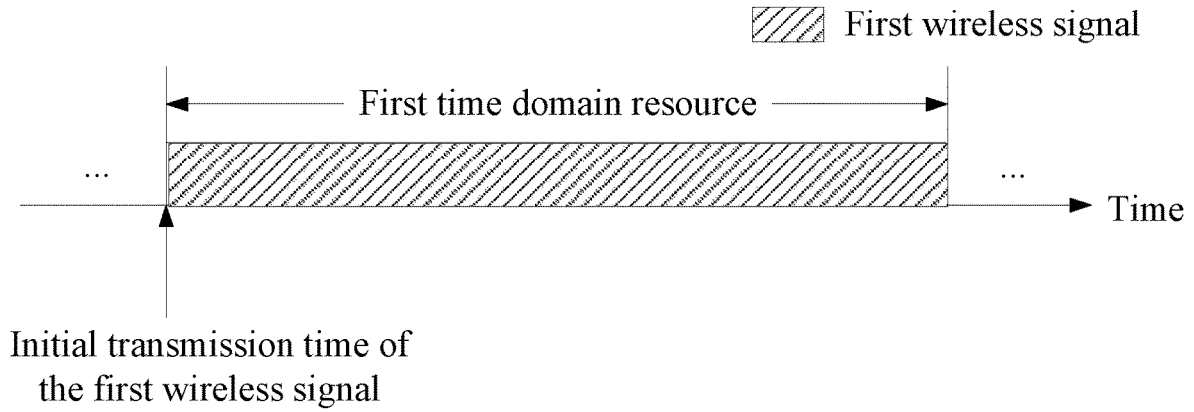 First wireless signal
First time domain resource
... ...
Time
Initial transmission time of
the first wireless signal